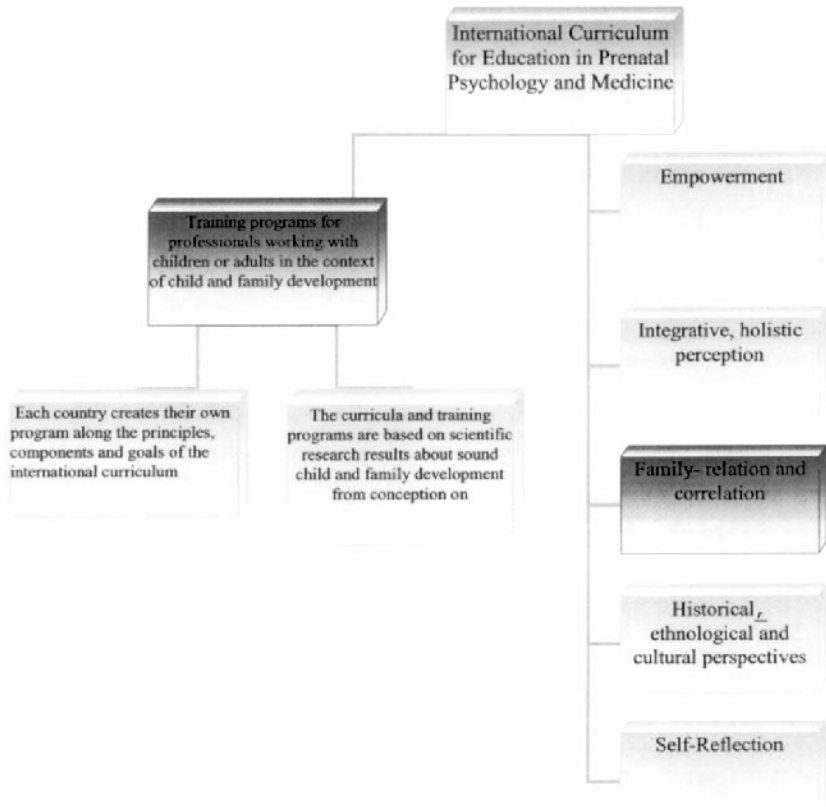 International Curriculum
for Education in Prenatal
Psychology and Medicine
Training programs for
professionals working with
children or adults in the context
of child and family development
Each country creates their own
program along the principles,
components and goals of the
international curriculum
The curricula and training
programs are based on scientific
research results about sound
child and family development
from conception on
Empowerment
Integrative, holistic
perception
Family- relation and
correlation
Historical,
ethnological and
cultural perspectives
Self-Reflection